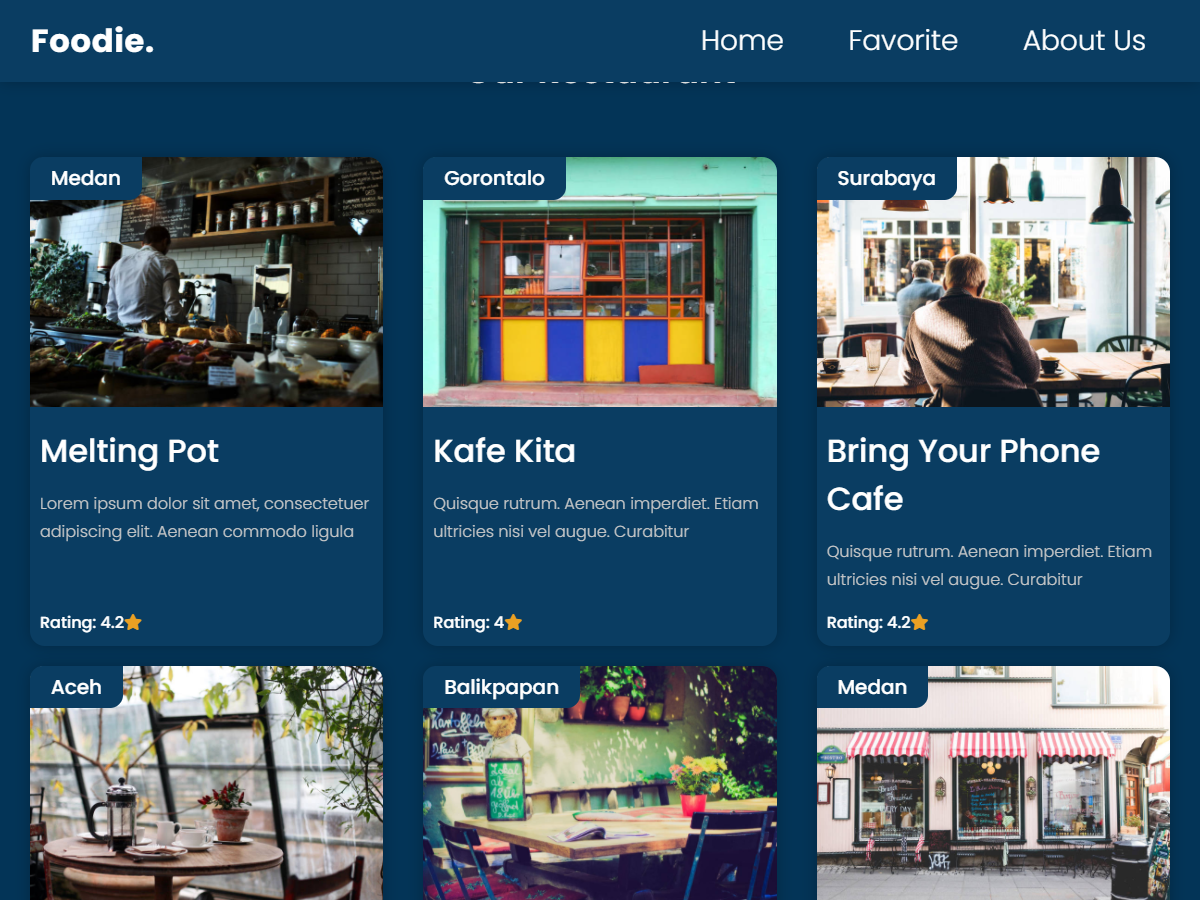 Foodie.
Home Favorite About Us
Our Restaurant
Medan
Gorontalo
Surabaya
Melting Pot
Lorem ipsum dolor sit amet, consectetuer
adipiscing elit. Aenean commodo ligula
Rating: 4.2
Kafe Kita
Quisque rutrum. Aenean imperdiet. Etiam
ultricies nisi vel augue. Curabitur
Rating: 4
Bring Your Phone
Cafe
Quisque rutrum. Aenean imperdiet. Etiam
ultricies nisi vel augue. Curabitur
Rating: 4.2
Aceh
Balikpapan
Medan